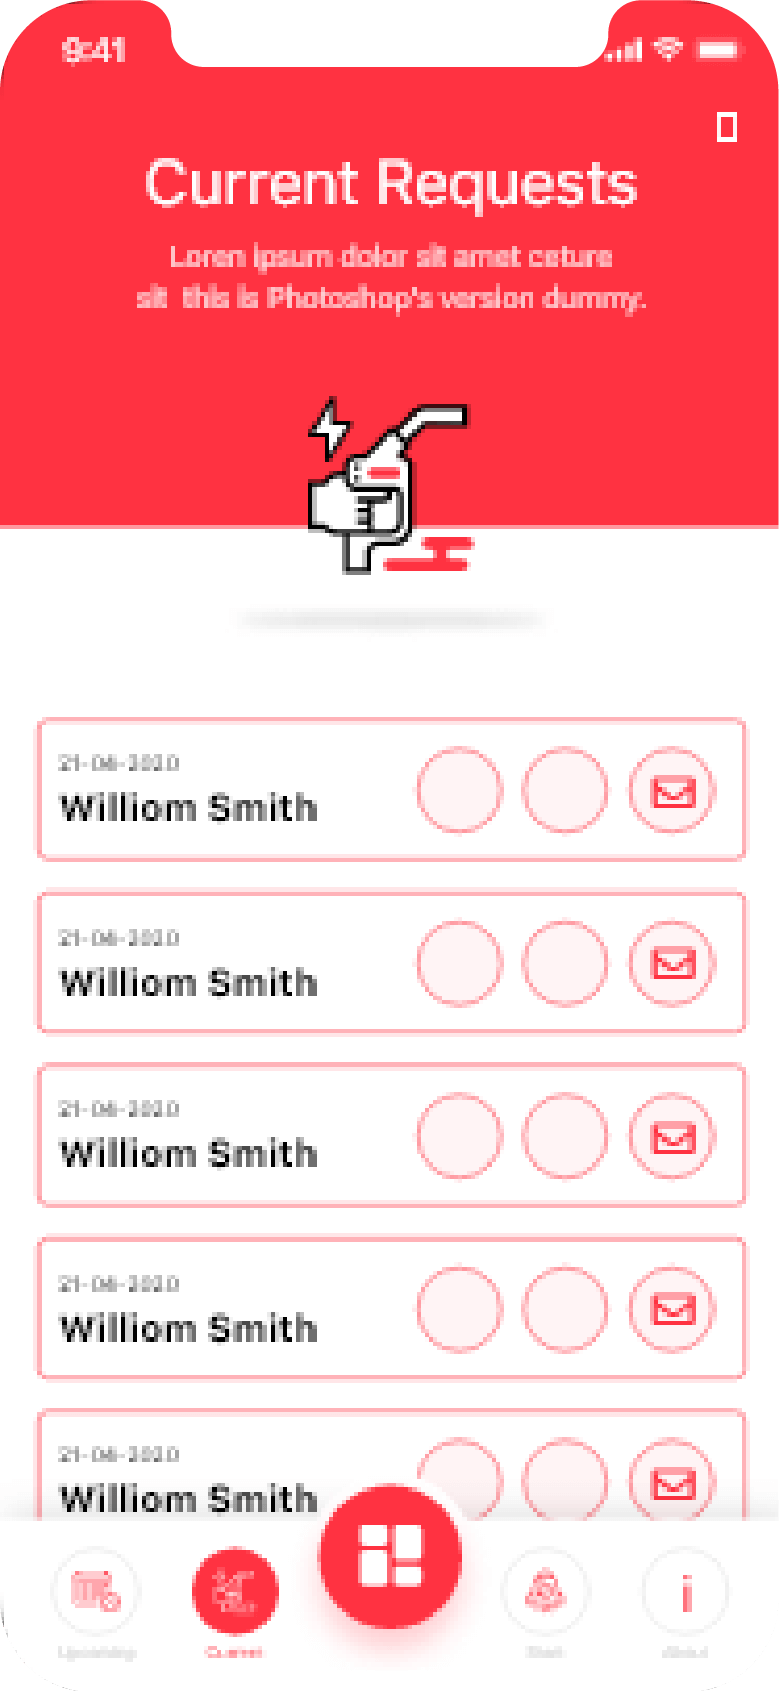 9:41
Current Requests
Loren ipsum dolor sit amet ceture
sit this is Photoshop's version dummy.
21-06-2020
Williom Smith
21-06-2020
Williom Smith
21-06-2020
Williom Smith
21-06-2020
Williom Smith
21-06-2020
Williom Smith
Upcoming
Current
About